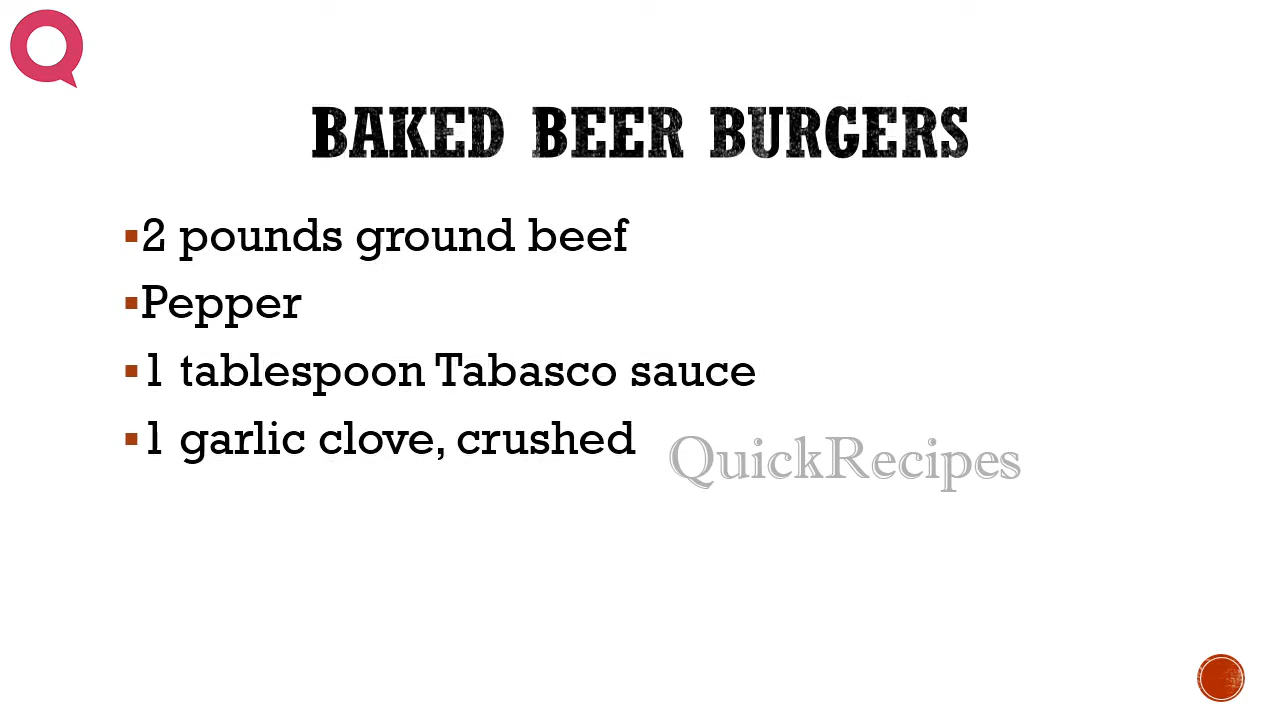 BAKED BEER BURGERS
2 pounds ground beef
Pepper
1 tablespoon Tabasco sauce
1 garlic clove, crushed
QuickRecipes